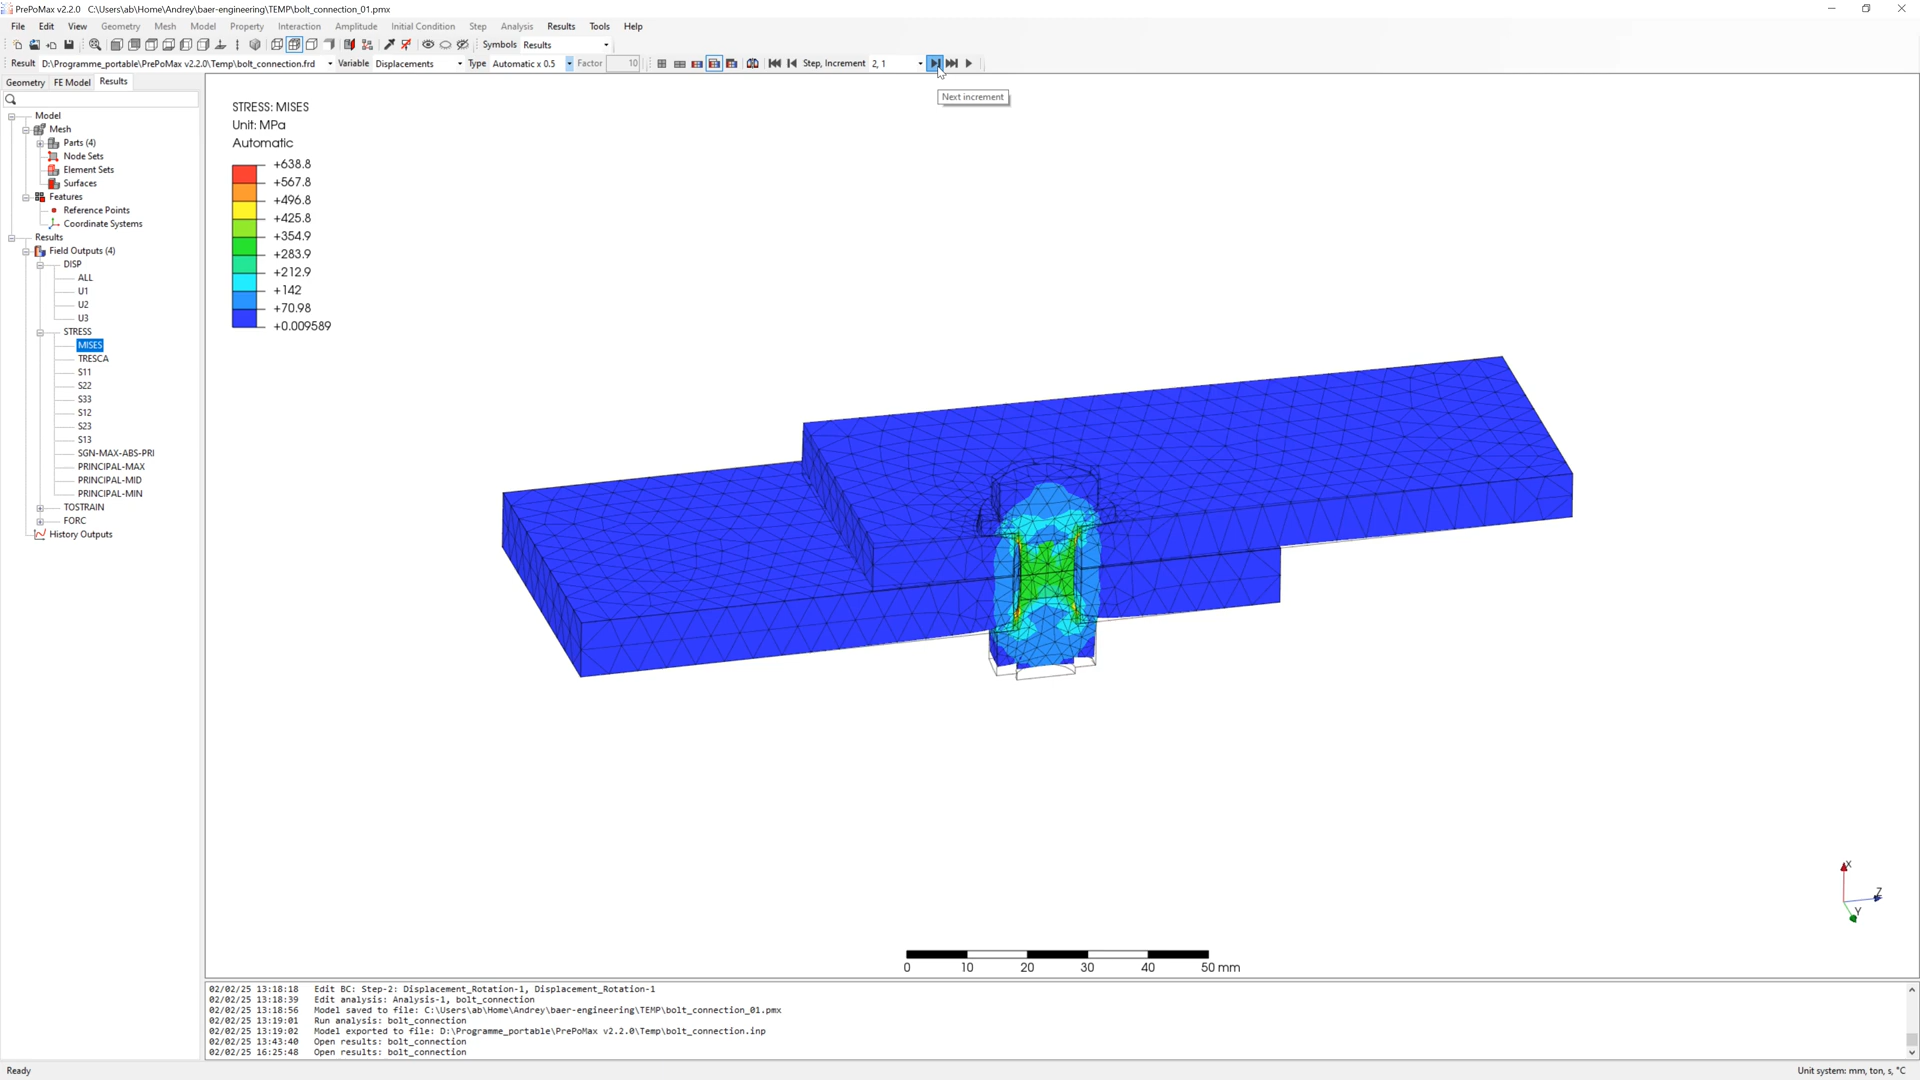 PrePoMax v2.2.0   C:\Users\ab\Home\Andrey\baer-engineering\TEMP\bolt_connection_01.pmx
File Edit View Geometry Mesh Model Property Interaction Amplitude Initial Condition Step Analysis Results Tools Help
Symbols Results
Result D:\Programme_portable\PrePoMax v2.2.0\Temp\bolt_connection.frd Variable Displacements Type Automatic x 0.5 Factor 10 Step, Increment 2, 1
Geometry FE Model Results
Next increment
Model
Mesh
Parts (4)
Node Sets
Element Sets
Surfaces
Features
Reference Points
Coordinate Systems
Results
Field Outputs (4)
DISP
ALL
U1
U2
U3
STRESS
MISES
TRESCA
S11
S22
S33
S12
S23
S13
SGN-MAX-ABS-PRI
PRINCIPAL-MAX
PRINCIPAL-MID
PRINCIPAL-MIN
TOSTRAIN
FORC
History Outputs
STRESS: MISES
Unit: MPa
Automatic
+638.8
+567.8
+496.8
+425.8
+354.9
+283.9
+212.9
+142
+70.98
+0.009589
X
Z
Y
0 10 20 30 40 50 mm
02/02/25 13:18:18 Edit BC: Step-2: Displacement_Rotation-1, Displacement_Rotation-1
02/02/25 13:18:39 Edit analysis: Analysis-1, bolt_connection
02/02/25 13:18:56 Model saved to file: C:\Users\ab\Home\Andrey\baer-engineering\TEMP\bolt_connection_01.pmx
02/02/25 13:19:01 Run analysis: bolt_connection
02/02/25 13:19:02 Model exported to file: D:\Programme_portable\PrePoMax v2.2.0\Temp\bolt_connection.inp
02/02/25 13:43:40 Open results: bolt_connection
02/02/25 16:25:48 Open results: bolt_connection
Ready
Unit system: mm, ton, s, °C